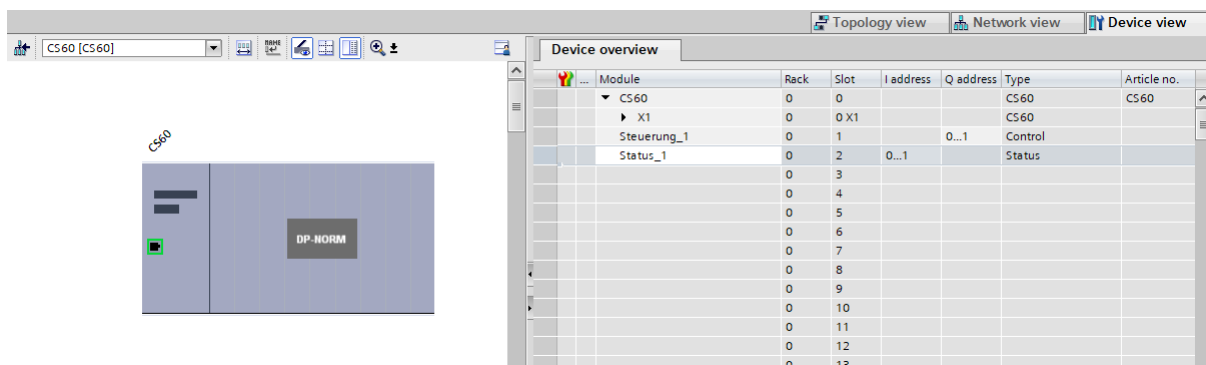 Topology view Network view Device view
CS60 [CS60]
Device overview
... Module Rack Slot I address Q address Type Article no.
CS60 0 0 CS60 CS60
X1 0 0 X1 CS60
Steuerung_1 0 1 0...1 Control
Status_1 0 2 0...1 Status
0 3
0 4
0 5
0 6
0 7
0 8
0 9
0 10
0 11
0 12
0 13
CS60
DP-NORM